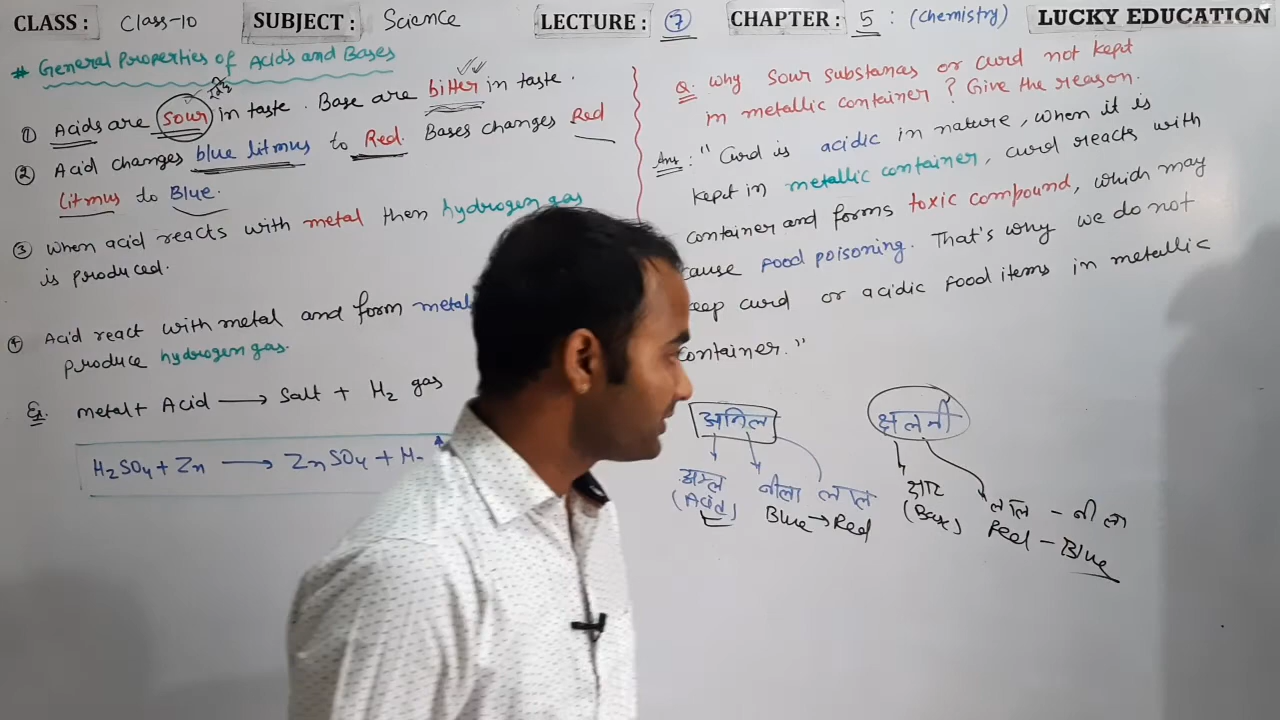 CLASS : Class-10 SUBJECT : Science LECTURE : 7 CHAPTER : 5 : (Chemistry) LUCKY EDUCATION
# General Properties of Acids and Bases
① Acids are sour in taste. Base are bitter in taste.
② Acid changes blue litmus to Red. Bases changes Red
litmus to Blue.
③ When acid reacts with metal then hydrogen gas
is produced.
④ Acid react with metal and form metal
produce hydrogen gas.
Ex. metal + Acid ⟶ Salt + H₂ gas
H₂SO₄ + Zn ⟶ ZnSO₄ + H₂ ↑
Q. Why sour substanas or curd not kept
in metallic container ? Give the reason.
Ans : " Curd is acidic in nature, when it is
kept in metallic container, curd reacts with
container and forms toxic compound, which may
cause food poisoning. That's why we do not
keep curd or acidic food items in metallic
container."
अनिल
अम्ल नीला लाल
(Acid) Blue → Red
क्षलनी
क्षार लाल - नीला
(Base) Red - Blue